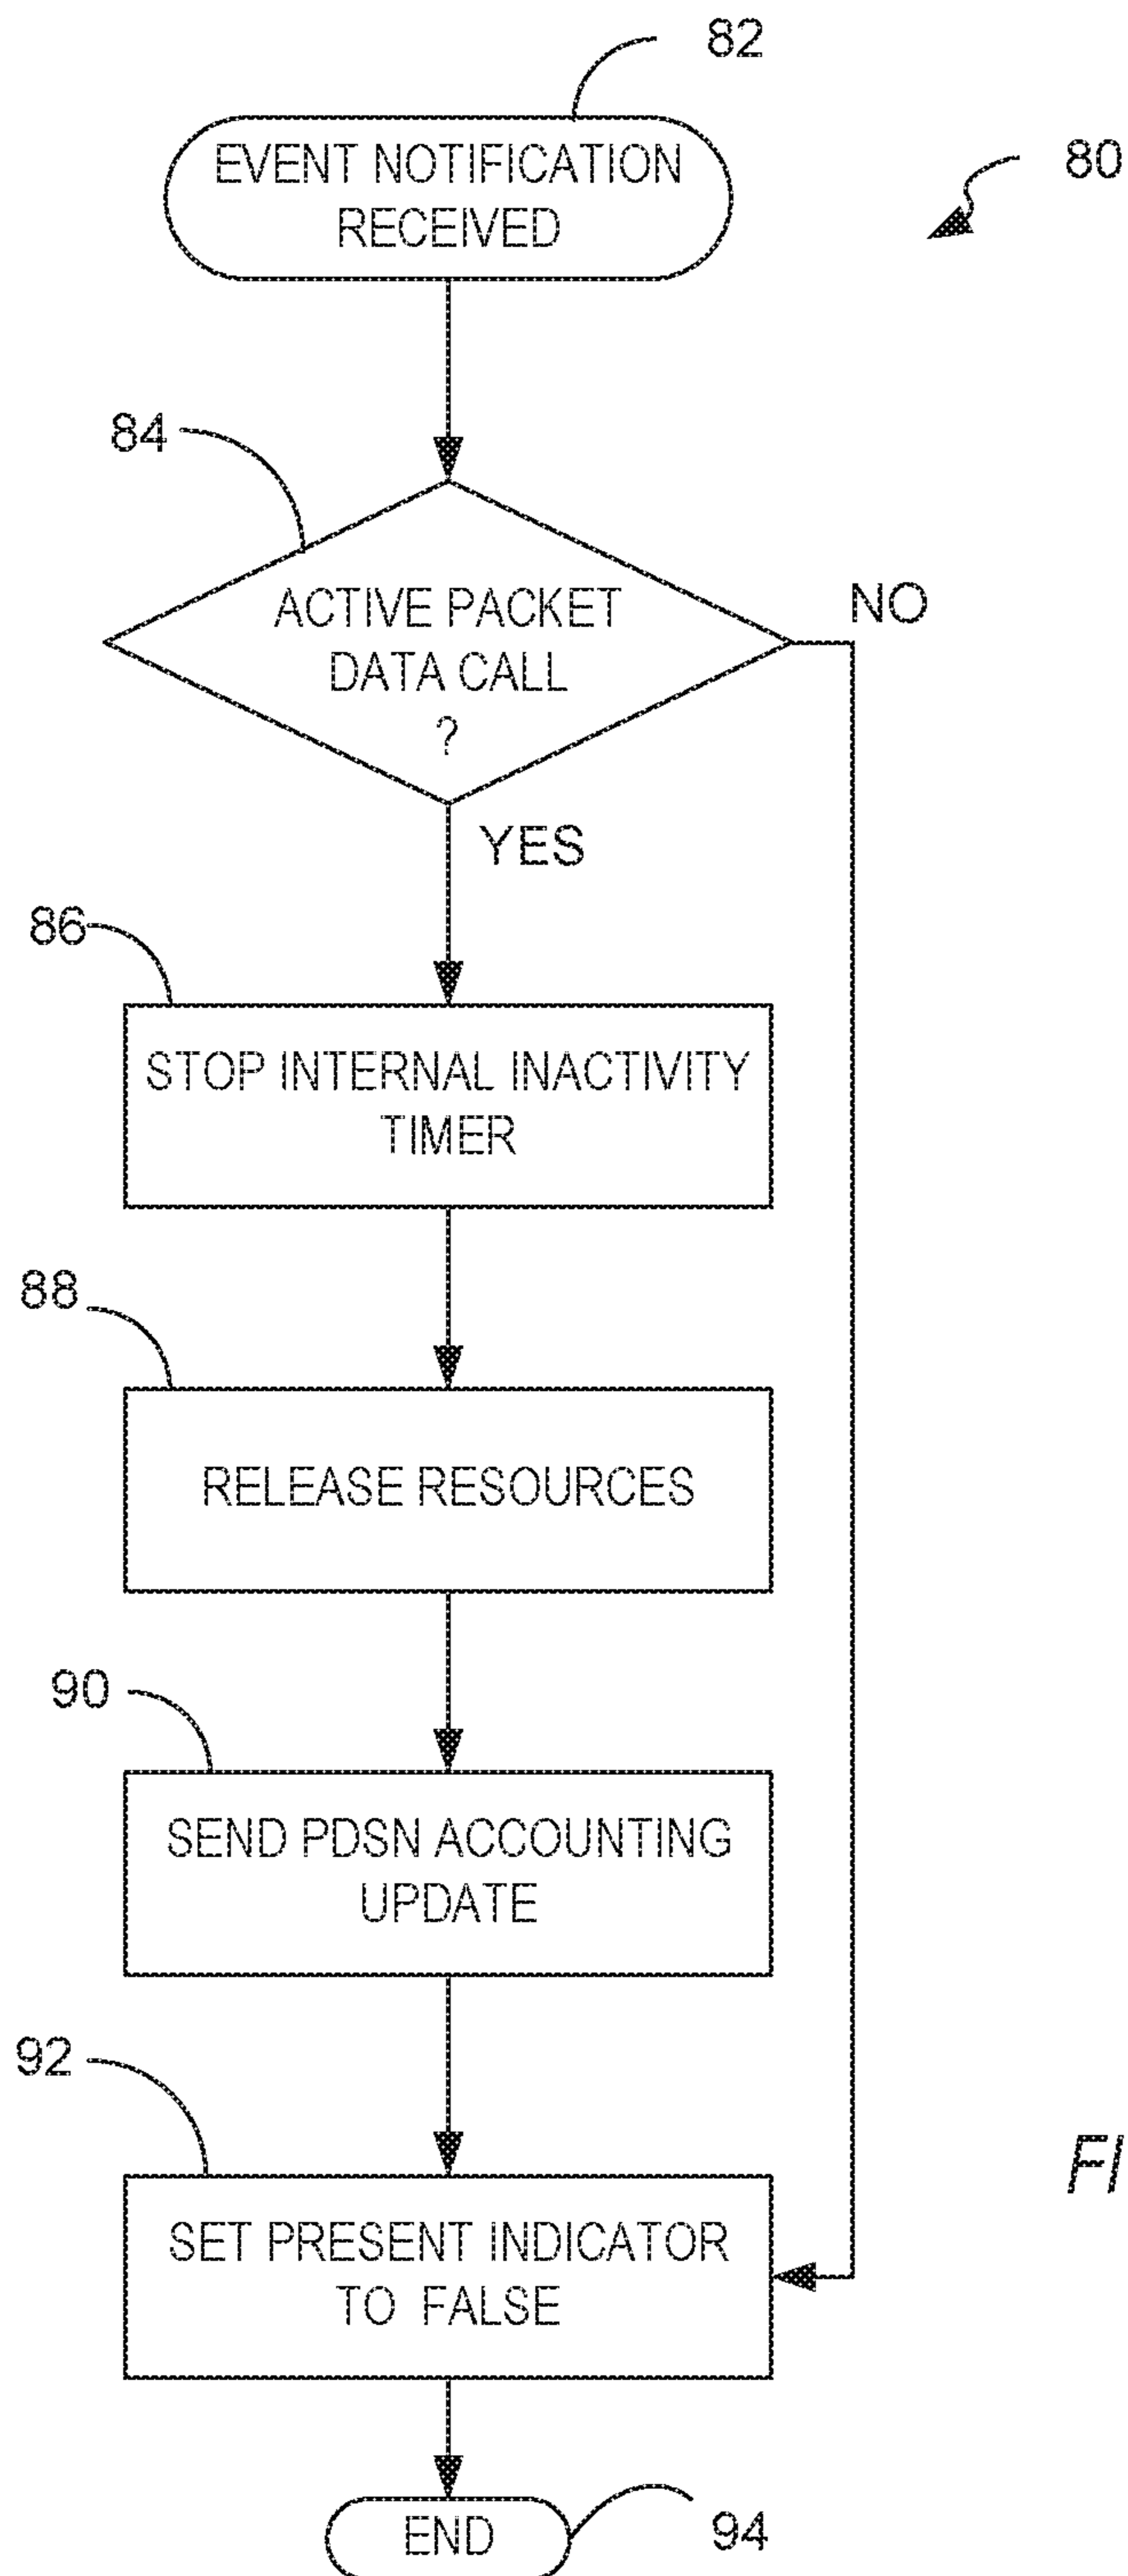 82
EVENT NOTIFICATION
RECEIVED
80
84
ACTIVE PACKET
DATA CALL
?
NO
YES
86
STOP INTERNAL INACTIVITY
TIMER
88
RELEASE RESOURCES
90
SEND PDSN ACCOUNTING
UPDATE
92
SET PRESENT INDICATOR
TO FALSE
FI
END
94